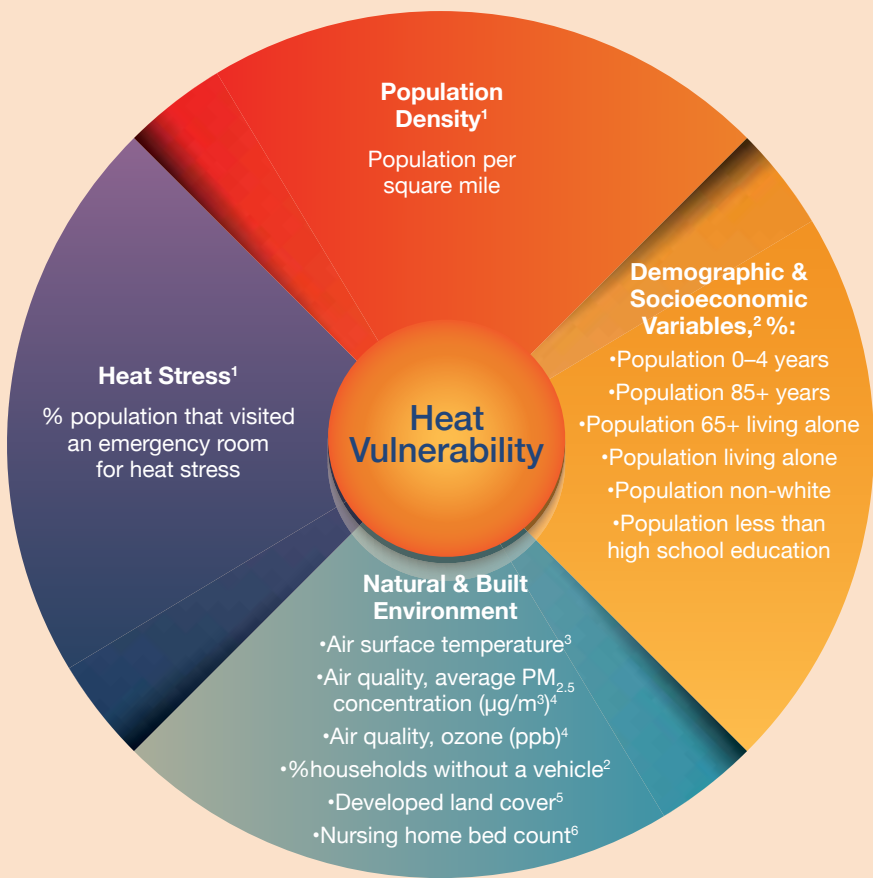 Population
Density¹
Population per
square mile
Demographic &
Socioeconomic
Variables,² %:
•Population 0–4 years
•Population 85+ years
•Population 65+ living alone
•Population living alone
•Population non-white
•Population less than
high school education
Heat Stress¹
% population that visited
an emergency room
for heat stress
Heat
Vulnerability
Natural & Built
Environment
•Air surface temperature³
•Air quality, average PM₂.₅
concentration (µg/m³)⁴
•Air quality, ozone (ppb)⁴
•%households without a vehicle²
•Developed land cover⁵
•Nursing home bed count⁶